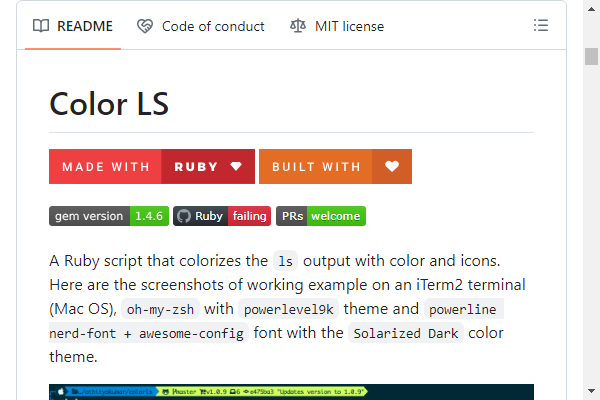 README Code of conduct MIT license
Color LS
MADE WITH RUBY BUILT WITH
gem version 1.4.6 Ruby failing PRs welcome
A Ruby script that colorizes the ls output with color and icons.
Here are the screenshots of working example on an iTerm2 terminal
(Mac OS), oh-my-zsh with powerlevel9k theme and powerline
nerd-font + awesome-config font with the Solarized Dark color
theme.
master v1.0.9 6 e475ba3 "Updates version to 1.0.9"